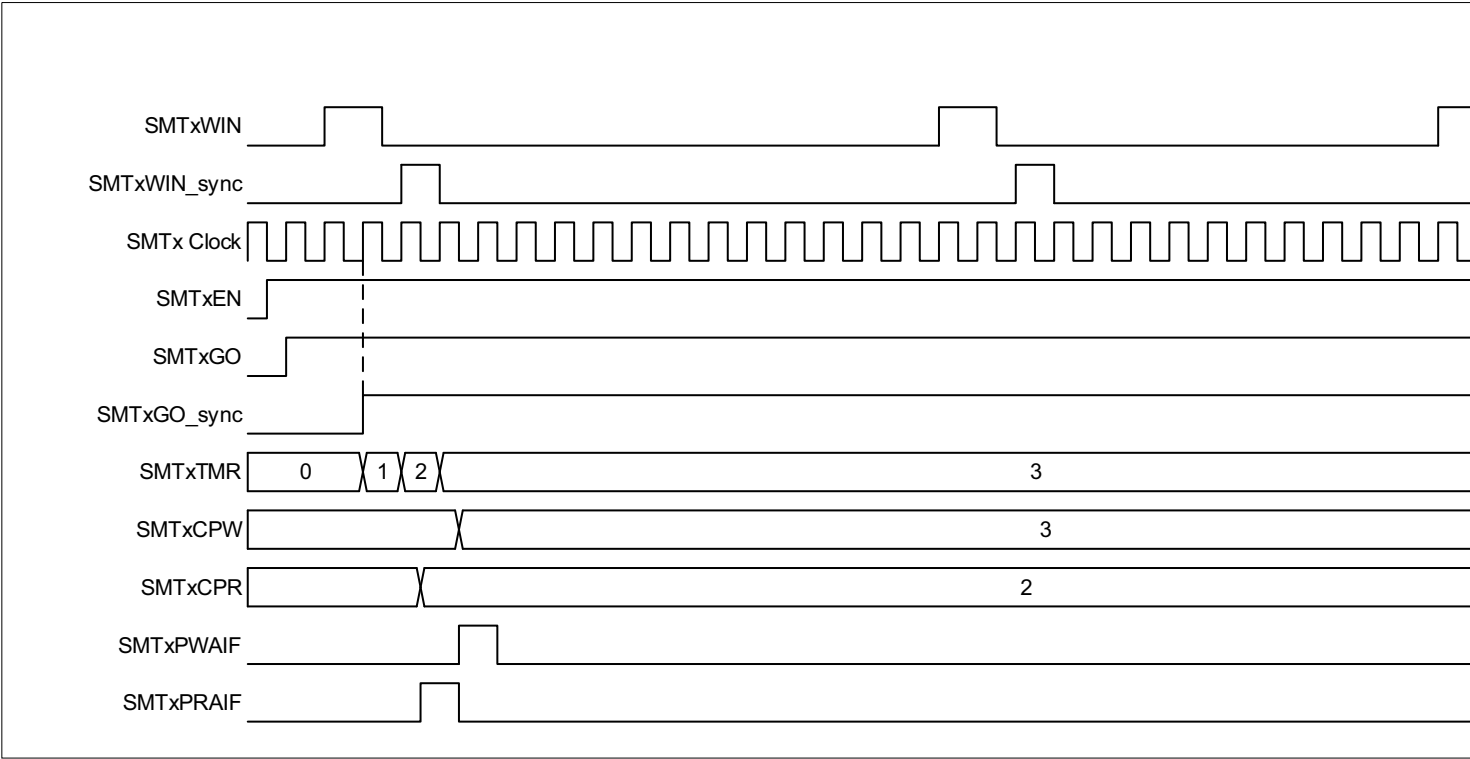 SMTxWIN
SMTxWIN_sync
SMTx Clock
SMTxEN
SMTxGO
SMTxGO_sync
SMTxTMR 0 1 2 3
SMTxCPW 3
SMTxCPR 2
SMTxPWAIF
SMTxPRAIF